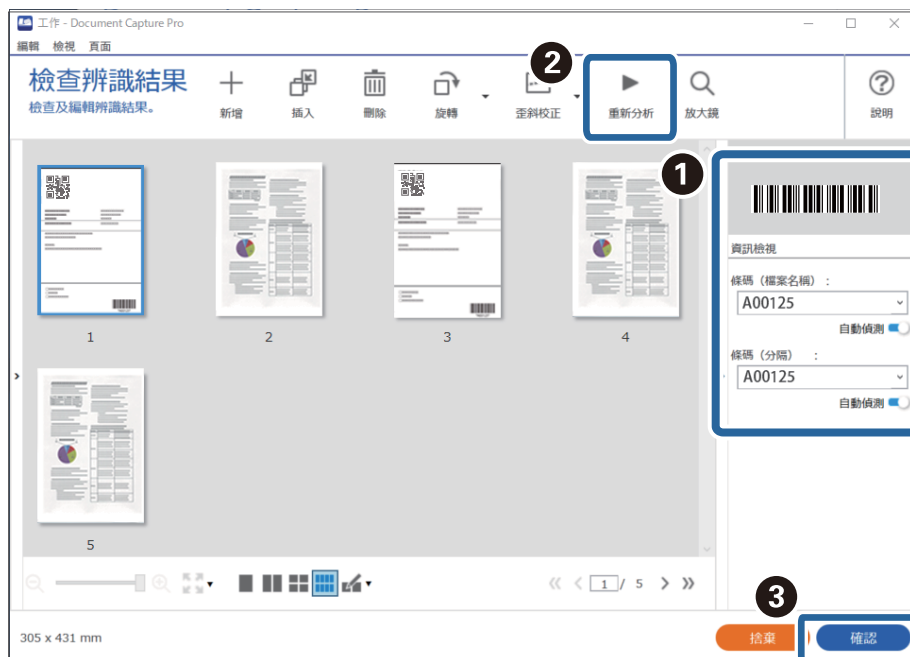 工作 - Document Capture Pro
編輯 檢視 頁面
檢查辨識結果
檢查及編輯辨識結果。
新增
插入
刪除
旋轉
歪斜校正
重新分析
放大鏡
說明
2
1
資訊檢視
條碼（檔案名稱）：
A00125
自動偵測
條碼（分隔）：
A00125
自動偵測
1
2
3
4
5
1 / 5
3
305 x 431 mm
捨棄
確認